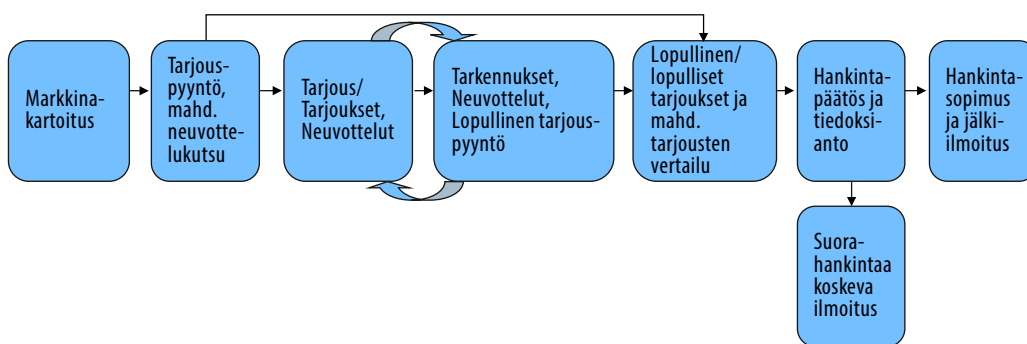 Markkina-
kartoitus
Tarjous-
pyyntö,
mahd.
neuvotte-
lukutsu
Tarjous/
Tarjoukset,
Neuvottelut
Tarkennukset,
Neuvottelut,
Lopullinen tarjous-
pyyntö
Lopullinen/
lopulliset
tarjoukset ja
mahd.
tarjousten
vertailu
Hankinta-
päätös ja
tiedoksi-
anto
Hankinta-
sopimus
ja jälki-
ilmoitus
Suora-
hankintaa
koskeva
ilmoitus